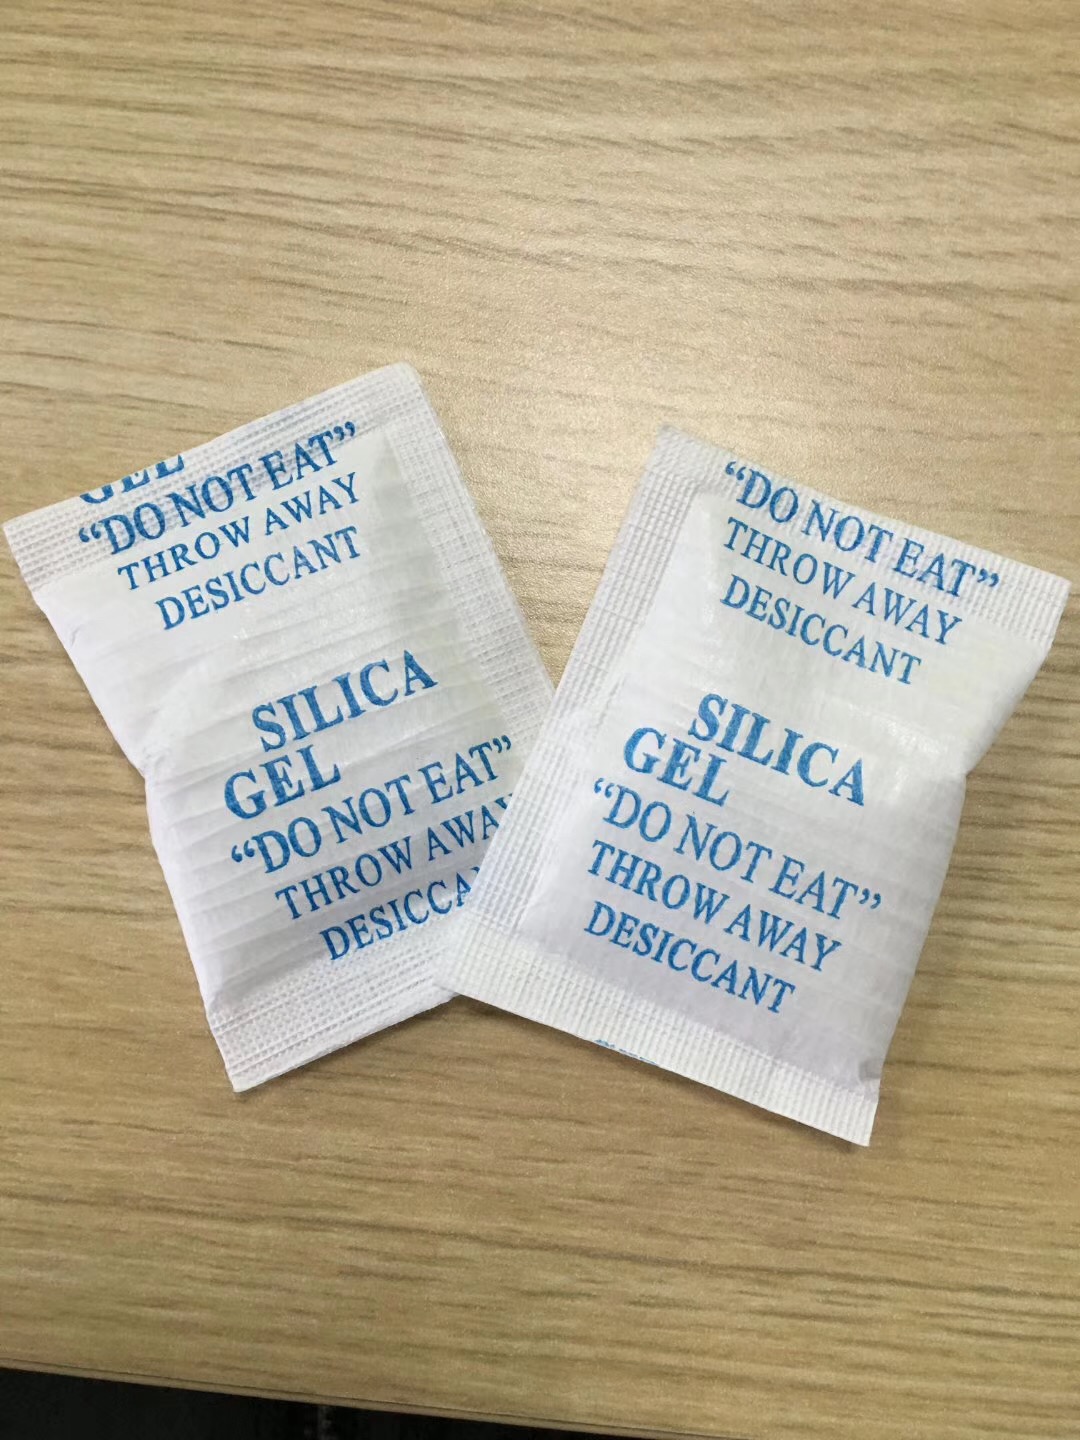 GEL
“DO NOT EAT”
THROW AWAY
DESICCANT
SILICA
GEL
“DO NOT EAT”
THROW AWAY
DESICCA
“DO NOT EAT”
THROW AWAY
DESICCANT
SILICA
GEL
“DO NOT EAT”
THROW AWAY
DESICCANT